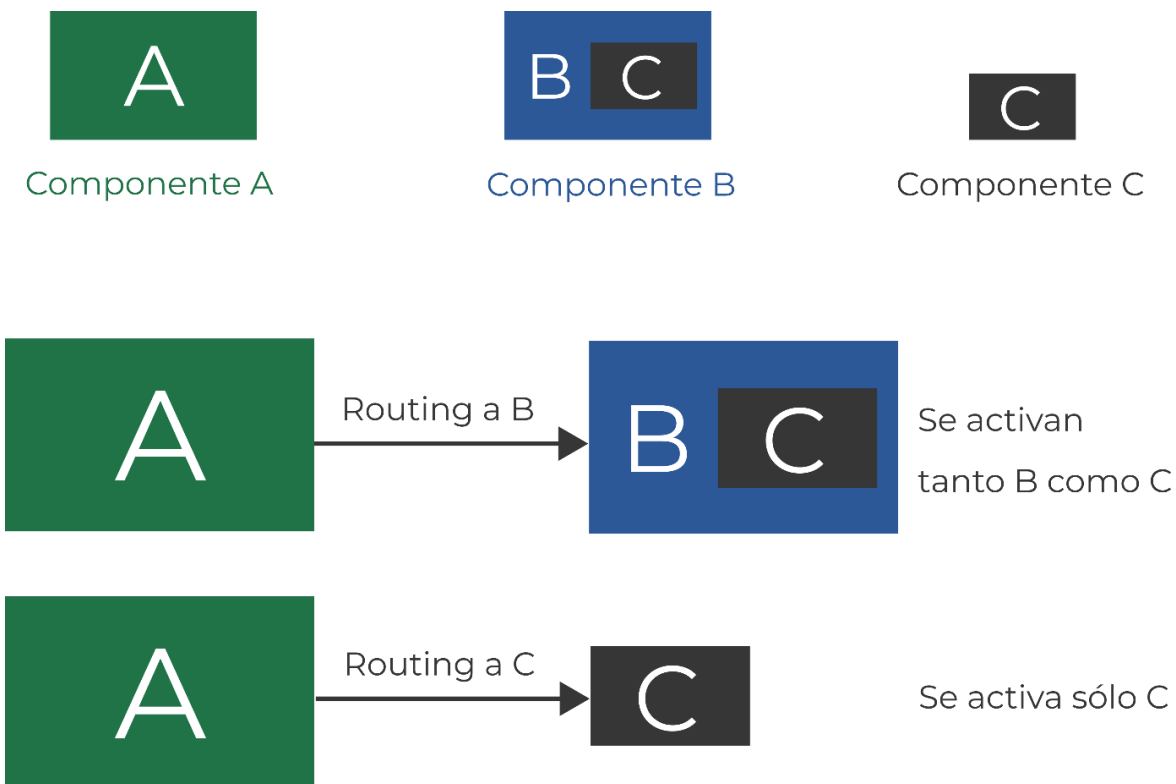 A
B C
C
Componente A
Componente B
Componente C
A
Routing a B
B C
Se activan
tanto B como C
A
Routing a C
C
Se activa sólo C